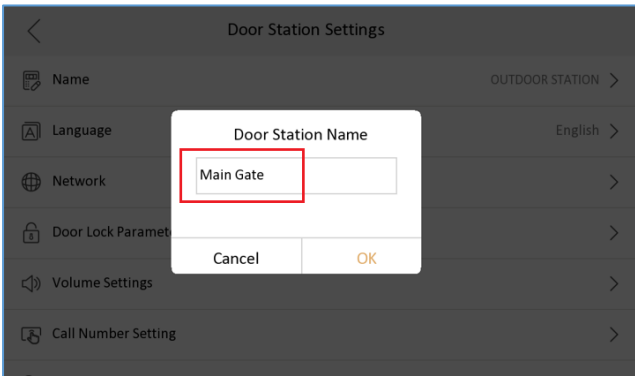 Door Station Settings
Name
OUTDOOR STATION
Language
English
Door Station Name
Main Gate
Network
Door Lock Paramet
Cancel
OK
Volume Settings
Call Number Setting